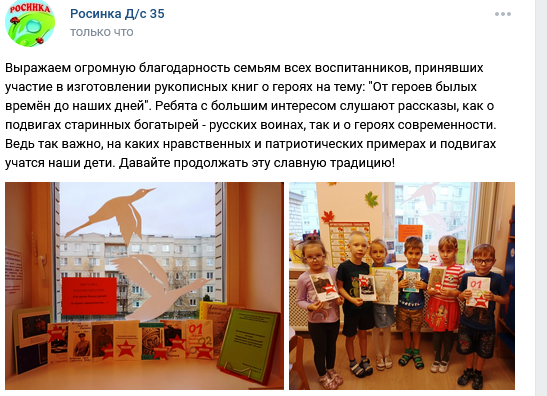 РОСИНКА
Росинка Д/с 35
только что
Выражаем огромную благодарность семьям всех воспитанников, принявших
участие в изготовлении рукописных книг о героях на тему: "От героев былых
времён до наших дней". Ребята с большим интересом слушают рассказы, как о
подвигах старинных богатырей - русских воинах, так и о героях современности.
Ведь так важно, на каких нравственных и патриотических примерах и подвигах
учатся наши дети. Давайте продолжать эту славную традицию!
01